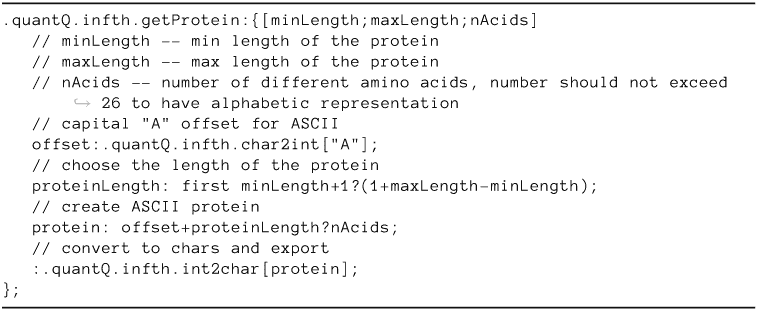 .quantQ.infth.getProtein:{[minLength;maxLength;nAcids]
// minLength -- min length of the protein
// maxLength -- max length of the protein
// nAcids -- number of different amino acids, number should not exceed
↪ 26 to have alphabetic representation
// capital "A" offset for ASCII
offset:.quantQ.infth.char2int["A"];
// choose the length of the protein
proteinLength: first minLength+1?(1+maxLength-minLength);
// create ASCII protein
protein: offset+proteinLength?nAcids;
// convert to chars and export
:.quantQ.infth.int2char[protein];
};